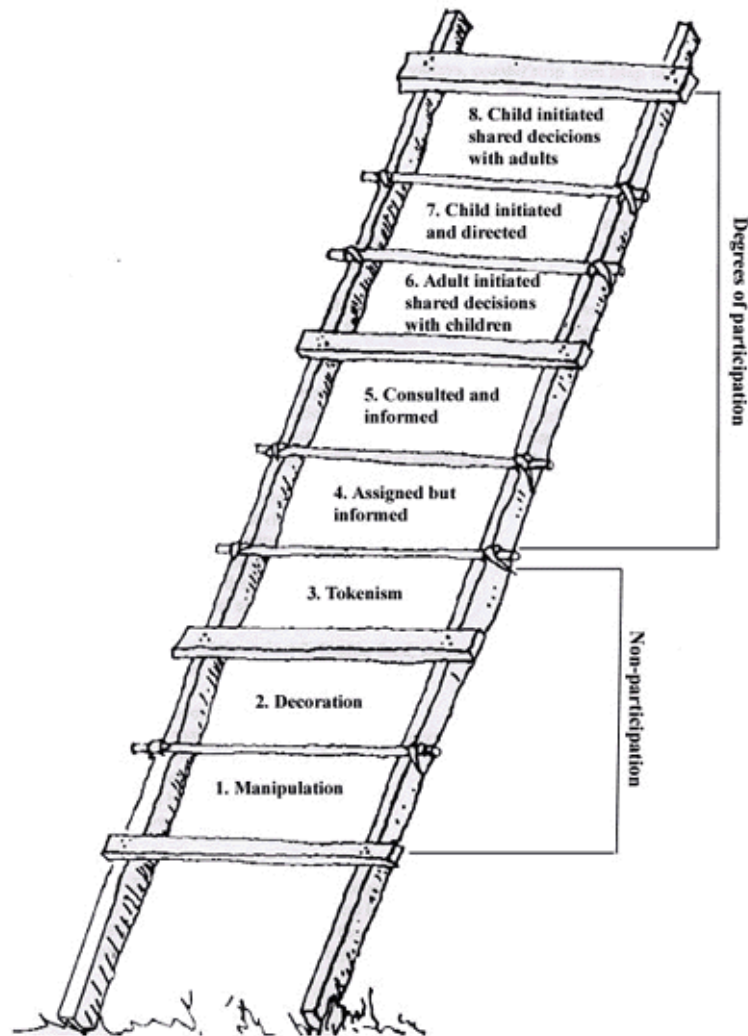 8. Child initiated
shared decicions
with adults
7. Child initiated
and directed
6. Adult initiated
shared decisions
with children
5. Consulted and
informed
4. Assigned but
informed
3. Tokenism
2. Decoration
1. Manipulation
Degrees of participation
Non-participation